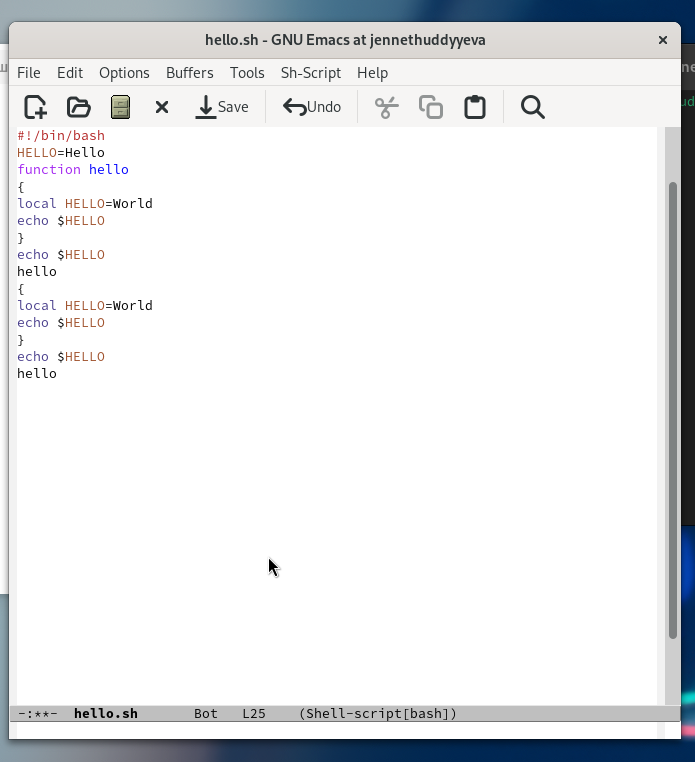 hello.sh - GNU Emacs at jennethuddyyeva
File Edit Options Buffers Tools Sh-Script Help
Save Undo
#!/bin/bash
HELLO=Hello
function hello
{
local HELLO=World
echo $HELLO
}
echo $HELLO
hello
{
local HELLO=World
echo $HELLO
}
echo $HELLO
hello
-:**- hello.sh Bot L25 (Shell-script[bash])
ne
ud